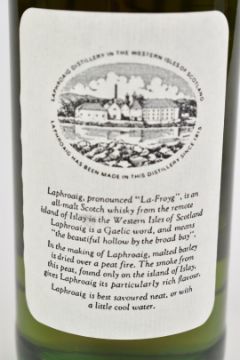 LAPHROAIG DISTILLERY IN THE WESTERN ISLES OF SCOTLAND
LAPHROAIG HAS BEEN MADE IN THIS DISTILLERY SINCE 1815
Laphroaig, pronounced "La-Froyg", is an
all-malt Scotch whisky from the remote
island of Islay in the Western Isles of Scotland
Laphroaig is a Gaelic word, and means
"the beautiful hollow by the broad bay".
In the making of Laphroaig, malted barley
is dried over a peat fire. The smoke from
this peat, found only on the island of Islay,
gives Laphroaig its particularly rich flavour.
Laphroaig is best savoured neat, or with
a little cool water.